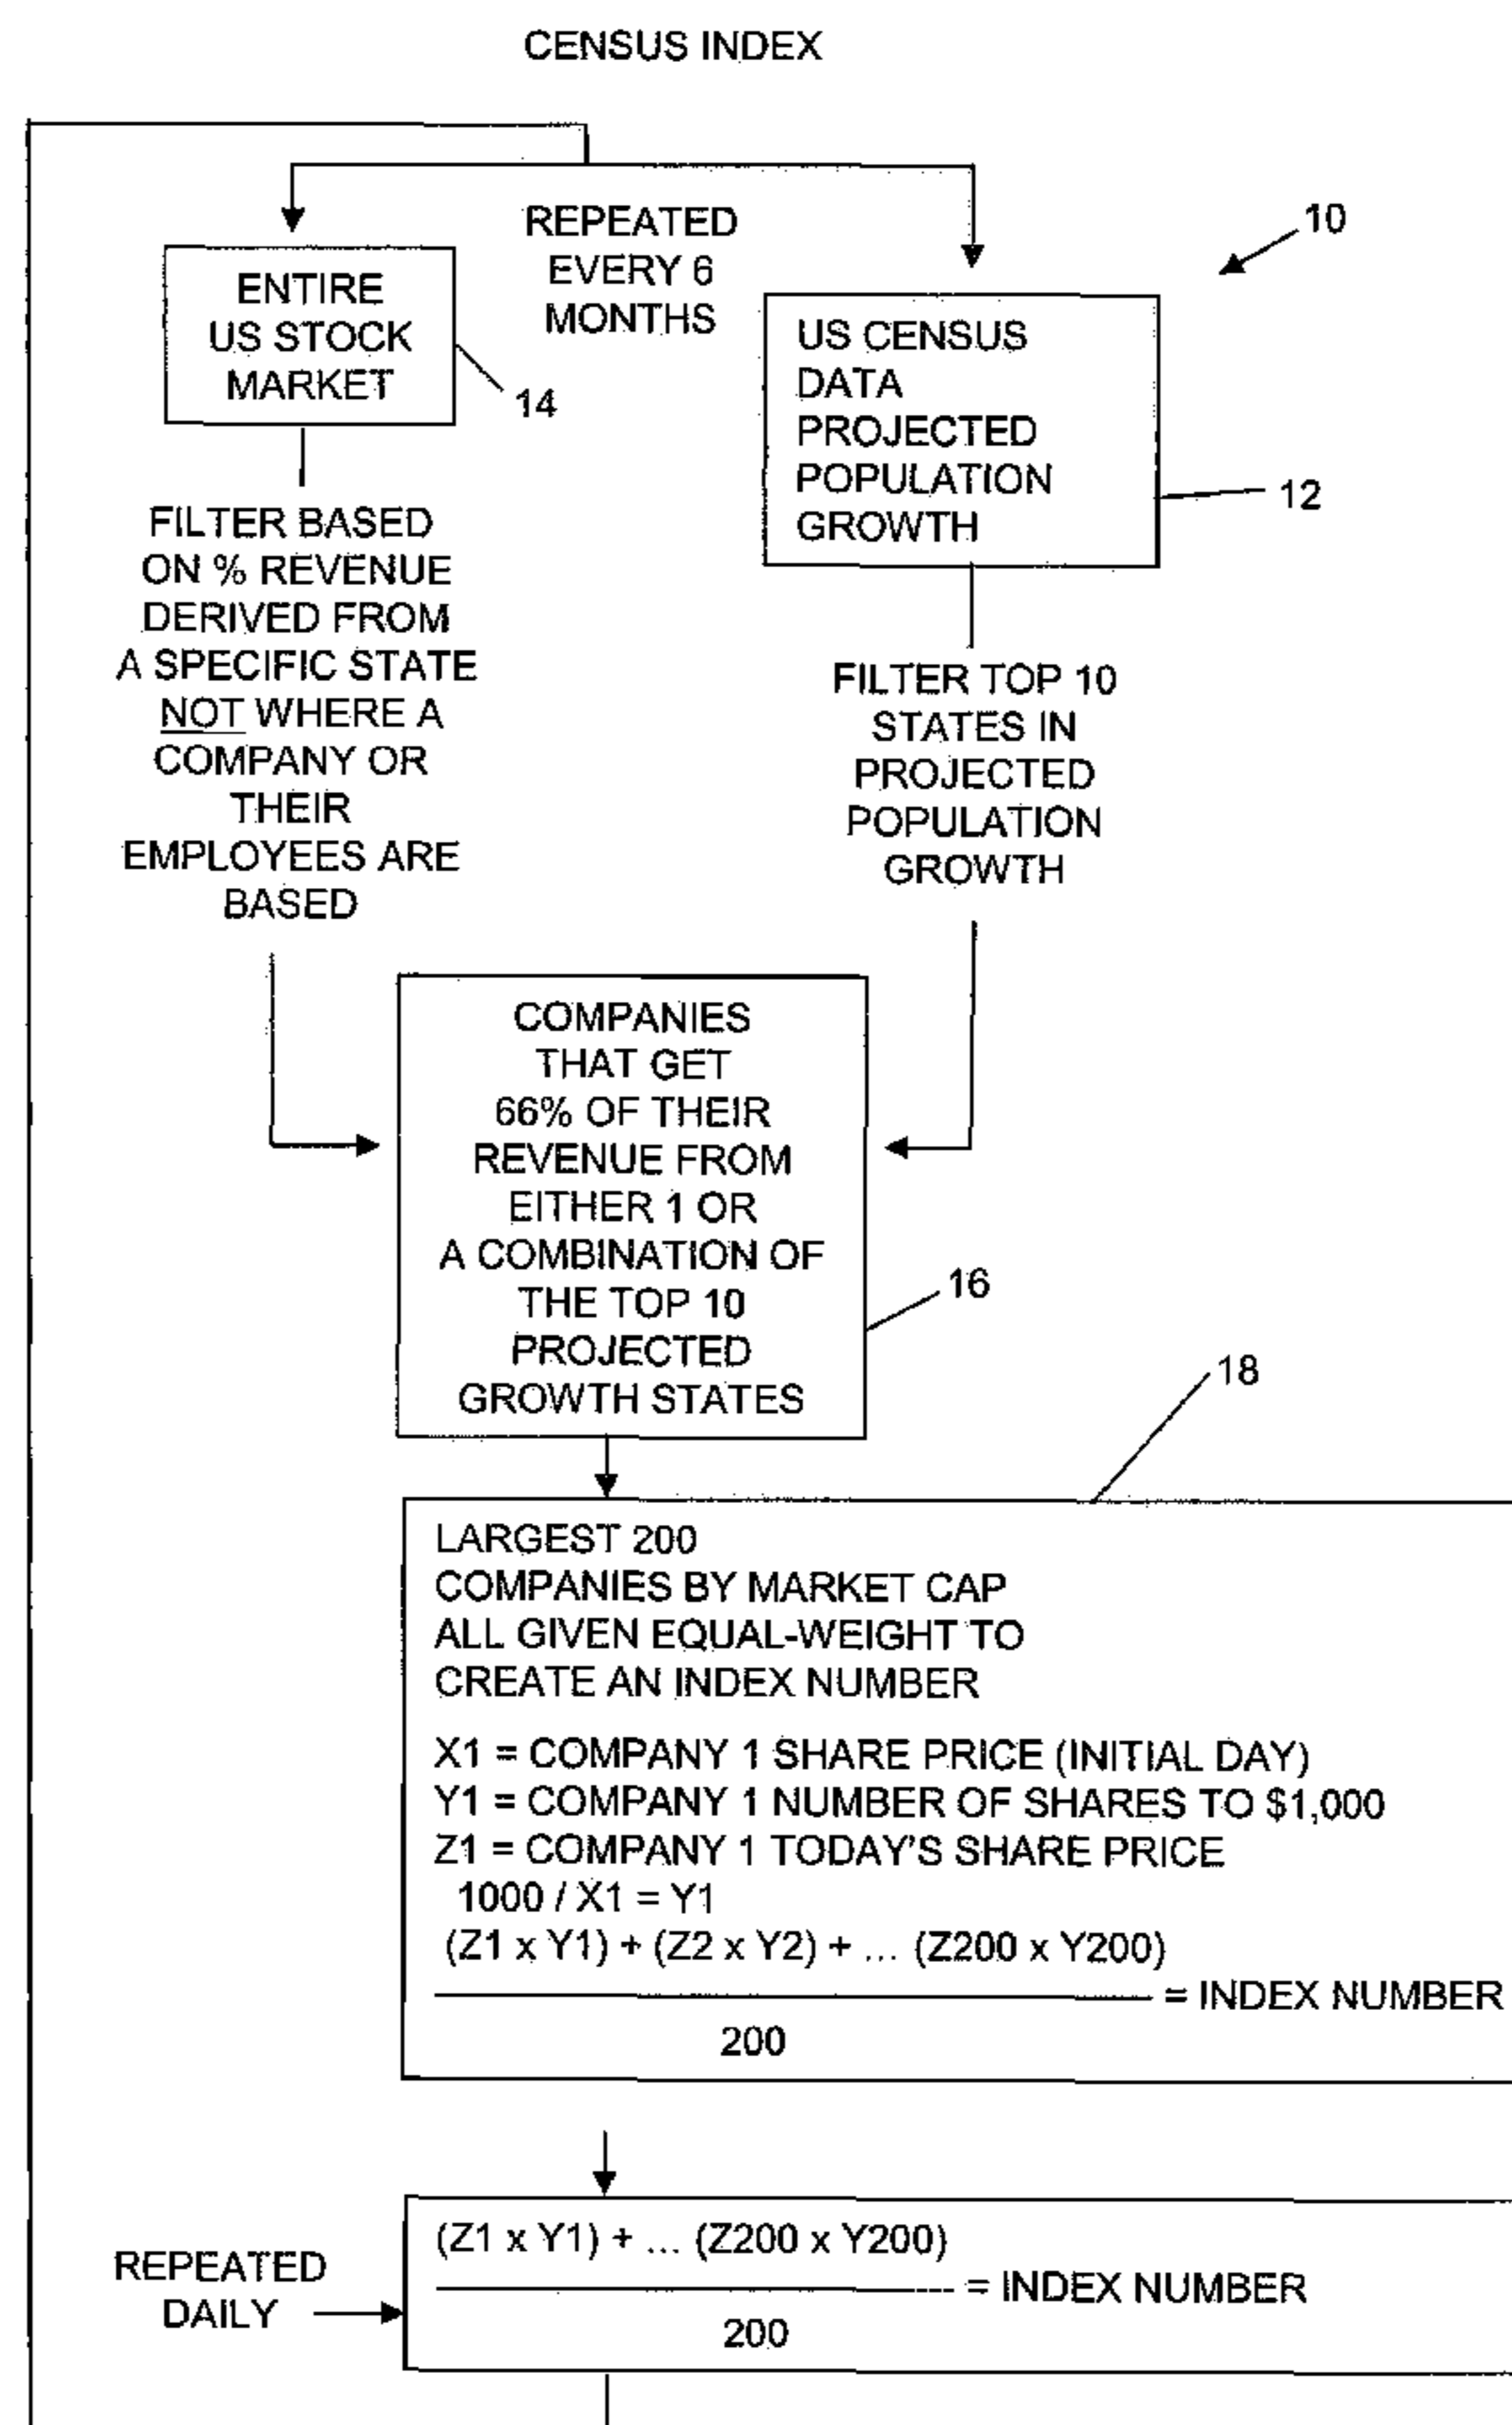 CENSUS INDEX
REPEATED
EVERY 6
MONTHS
10
ENTIRE
US STOCK
MARKET
14
US CENSUS
DATA
PROJECTED
POPULATION
GROWTH
12
FILTER BASED
ON % REVENUE
DERIVED FROM
A SPECIFIC STATE
NOT WHERE A
COMPANY OR
THEIR
EMPLOYEES ARE
BASED
FILTER TOP 10
STATES IN
PROJECTED
POPULATION
GROWTH
COMPANIES
THAT GET
66% OF THEIR
REVENUE FROM
EITHER 1 OR
A COMBINATION OF
THE TOP 10
PROJECTED
GROWTH STATES
16
18
LARGEST 200
COMPANIES BY MARKET CAP
ALL GIVEN EQUAL-WEIGHT TO
CREATE AN INDEX NUMBER
X1 = COMPANY 1 SHARE PRICE (INITIAL DAY)
Y1 = COMPANY 1 NUMBER OF SHARES TO $1,000
Z1 = COMPANY 1 TODAY'S SHARE PRICE
1000 / X1 = Y1
(Z1 x Y1) + (Z2 x Y2) + ... (Z200 x Y200)
= INDEX NUMBER
200
REPEATED
DAILY
(Z1 x Y1) + ... (Z200 x Y200)
= INDEX NUMBER
200